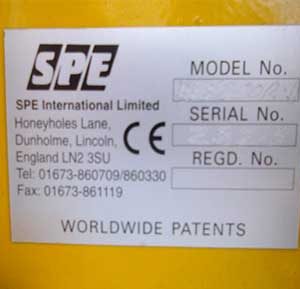 SPE
MODEL No.
SPE International Limited
Honeyholes Lane,
Dunholme, Lincoln,
England LN2 3SU
Tel: 01673-860709/860330
Fax: 01673-861119
CE
SERIAL No.
REGD. No.
WORLDWIDE PATENTS